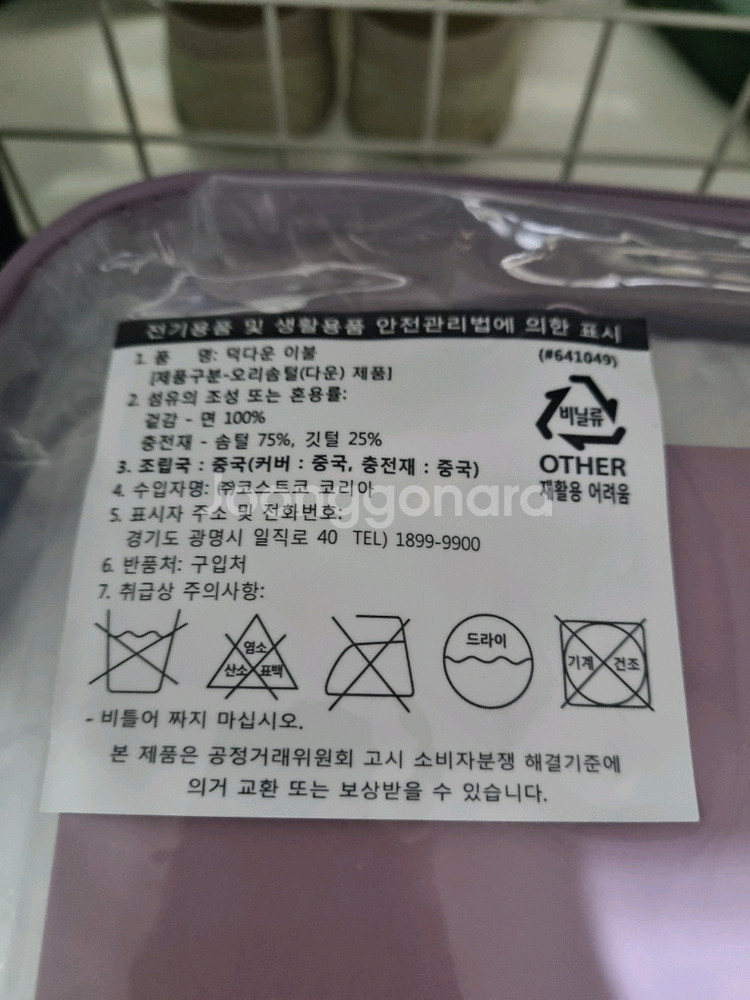 전기용품 및 생활용품 안전관리법에 의한 표시
1. 품 명: 덕다운 이불
(#641049)
[제품구분-오리솜털(다운) 제품]
2. 섬유의 조성 또는 혼용률:
겉감 - 면 100%
충전재 - 솜털 75%, 깃털 25%
비닐류
OTHER
재활용 어려움
3. 조립국 : 중국(커버 : 중국, 충전재 : 중국)
4. 수입자명: ㈜코스트코 코리아
Joonggonara
5. 표시자 주소 및 전화번호:
경기도 광명시 일직로 40 TEL) 1899-9900
6. 반품처: 구입처
7. 취급상 주의사항:
염소
산소 표백
드라이
기계 건조
- 비틀어 짜지 마십시오.
본 제품은 공정거래위원회 고시 소비자분쟁 해결기준에
의거 교환 또는 보상받을 수 있습니다.